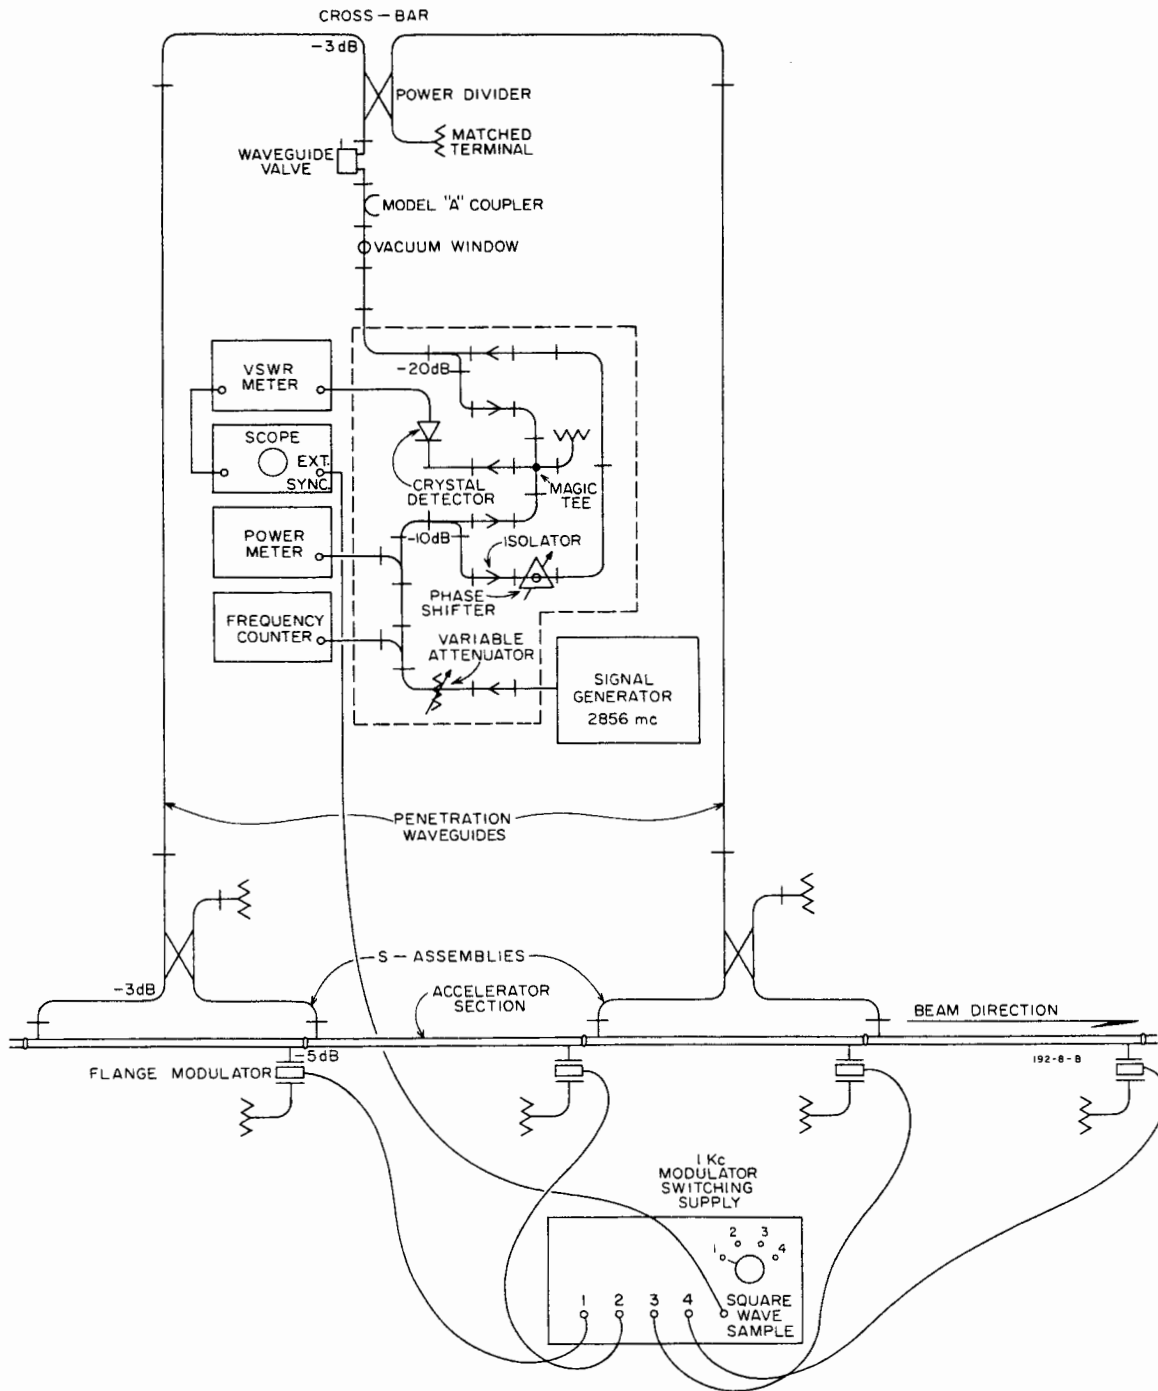 CROSS-BAR
-3dB
POWER DIVIDER
MATCHED
TERMINAL
WAVEGUIDE
VALVE
MODEL "A" COUPLER
VACUUM WINDOW
VSWR
METER
-20dB
SCOPE
EXT.
SYNC.
CRYSTAL
DETECTOR
MAGIC
TEE
POWER
METER
-10dB
ISOLATOR
PHASE
SHIFTER
FREQUENCY
COUNTER
VARIABLE
ATTENUATOR
SIGNAL
GENERATOR
2856 mc
PENETRATION
WAVEGUIDES
S-ASSEMBLIES
-3dB
ACCELERATOR
SECTION
BEAM DIRECTION
-5dB
192-8-B
FLANGE MODULATOR
1 Kc
MODULATOR
SWITCHING
SUPPLY
1 2 3 4
1 2 3 4
SQUARE
WAVE
SAMPLE